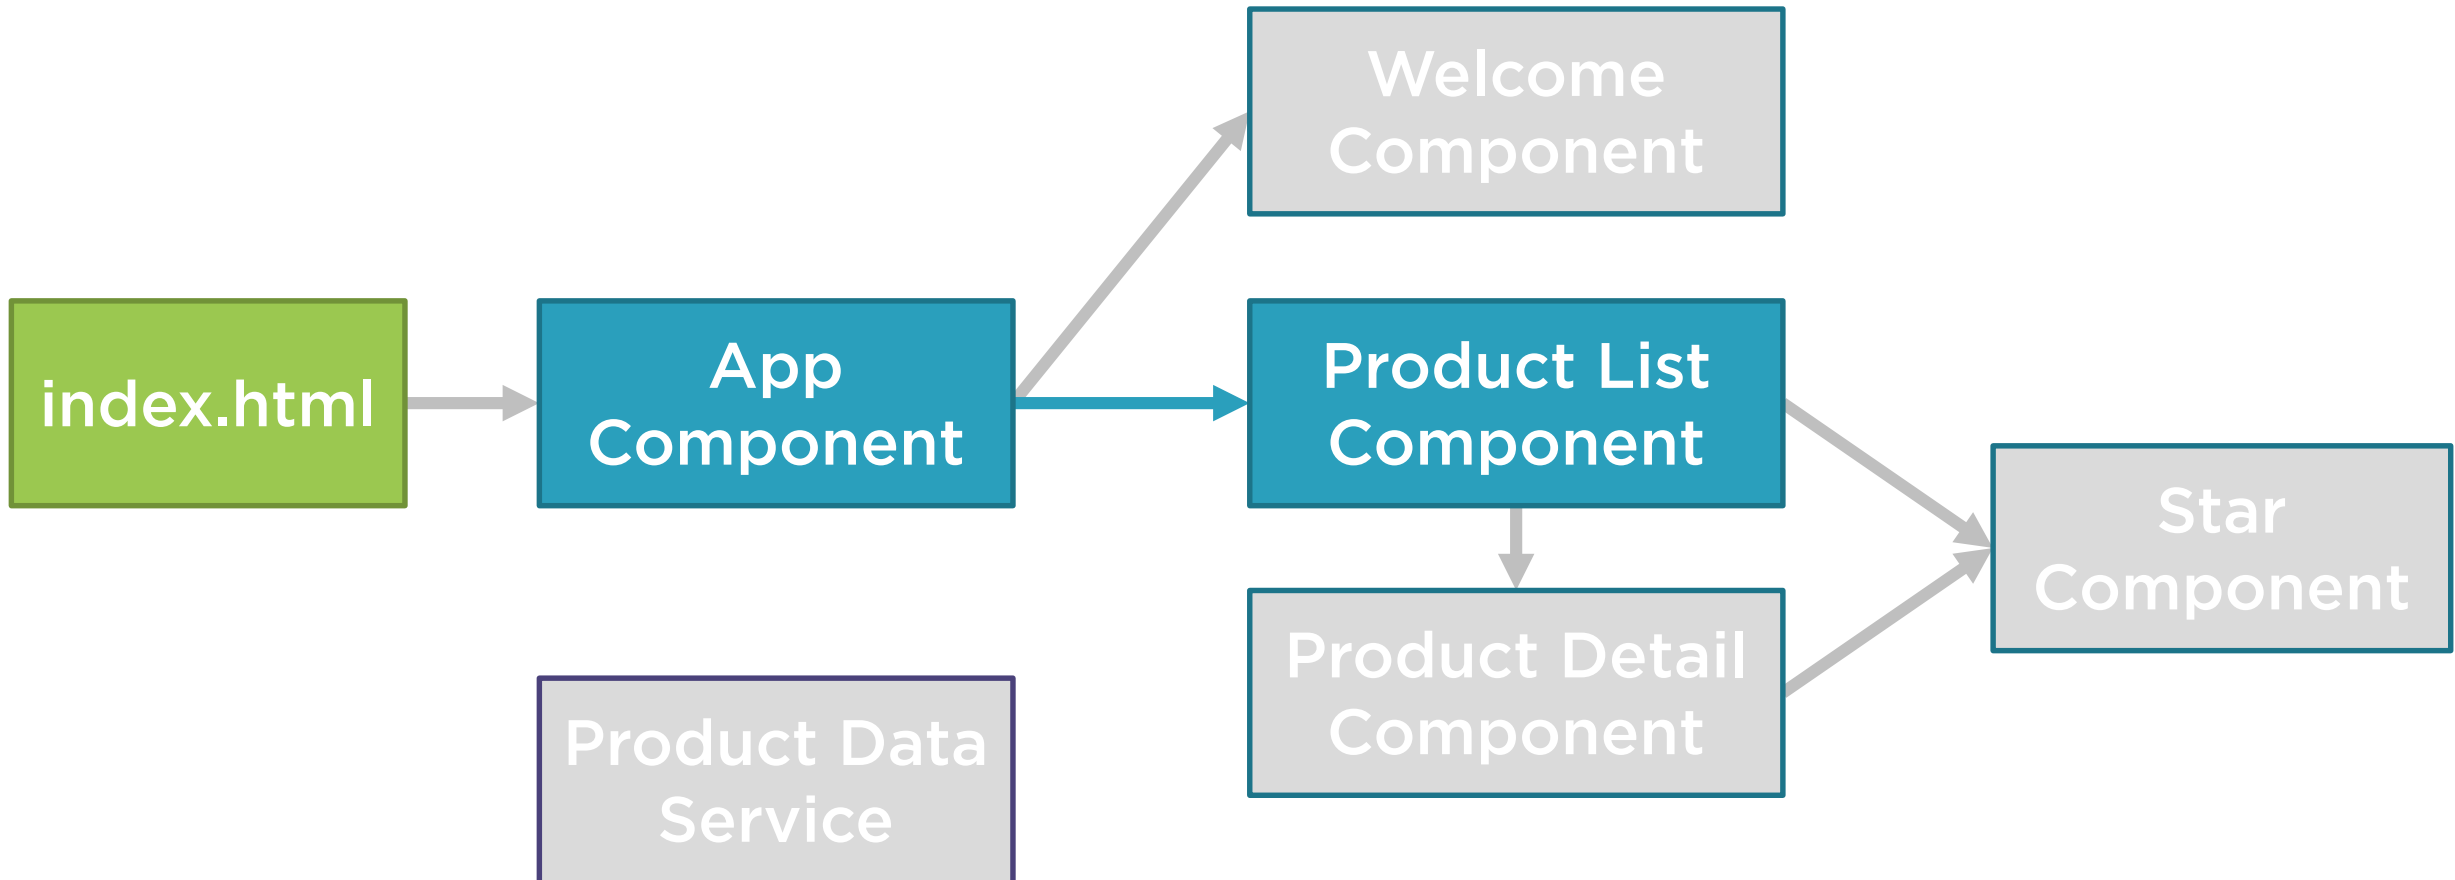 Welcome
Component
index.html
App
Component
Product List
Component
Star
Component
Product Detail
Component
Product Data
Service